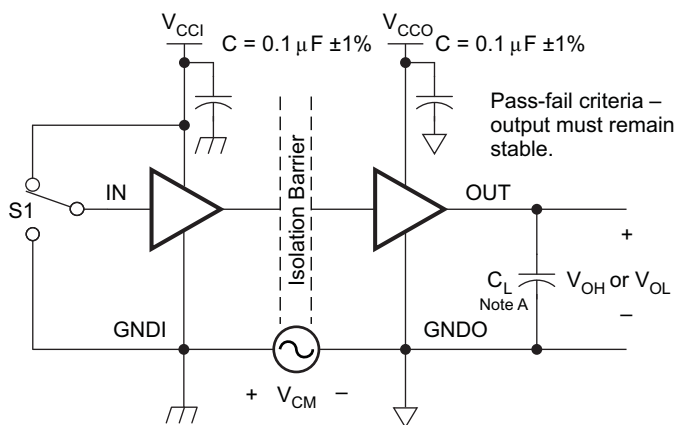 V_CCI
C = 0.1 μF ±1%
V_CCO
C = 0.1 μF ±1%
Pass-fail criteria –
output must remain
stable.
Isolation Barrier
IN
OUT
S1
+
C_L
Note A
V_OH or V_OL
–
GNDI
GNDO
+ V_CM –